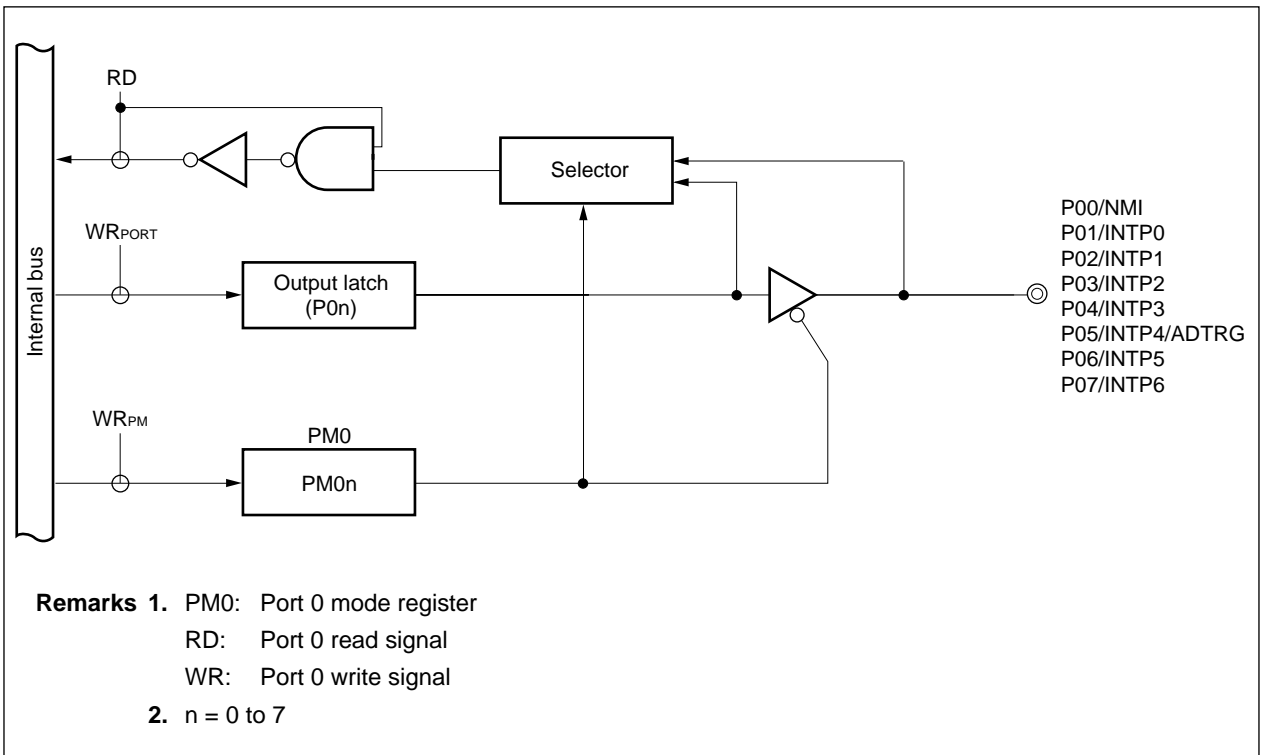 RD
Selector
WRPORT
Output latch
(P0n)
Internal bus
P00/NMI
P01/INTP0
P02/INTP1
P03/INTP2
P04/INTP3
P05/INTP4/ADTRG
P06/INTP5
P07/INTP6
WRPM
PM0
PM0n
Remarks 1. PM0: Port 0 mode register
RD: Port 0 read signal
WR: Port 0 write signal
2. n = 0 to 7